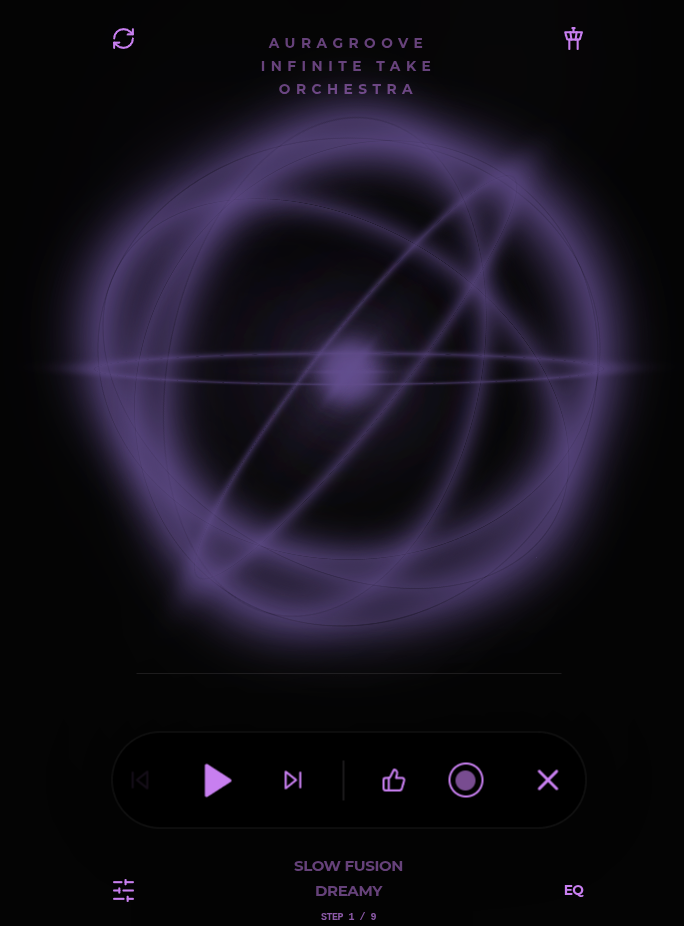 AURAGROOVE
INFINITE TAKE
ORCHESTRA
SLOW FUSION
DREAMY
EQ
STEP 1 / 9